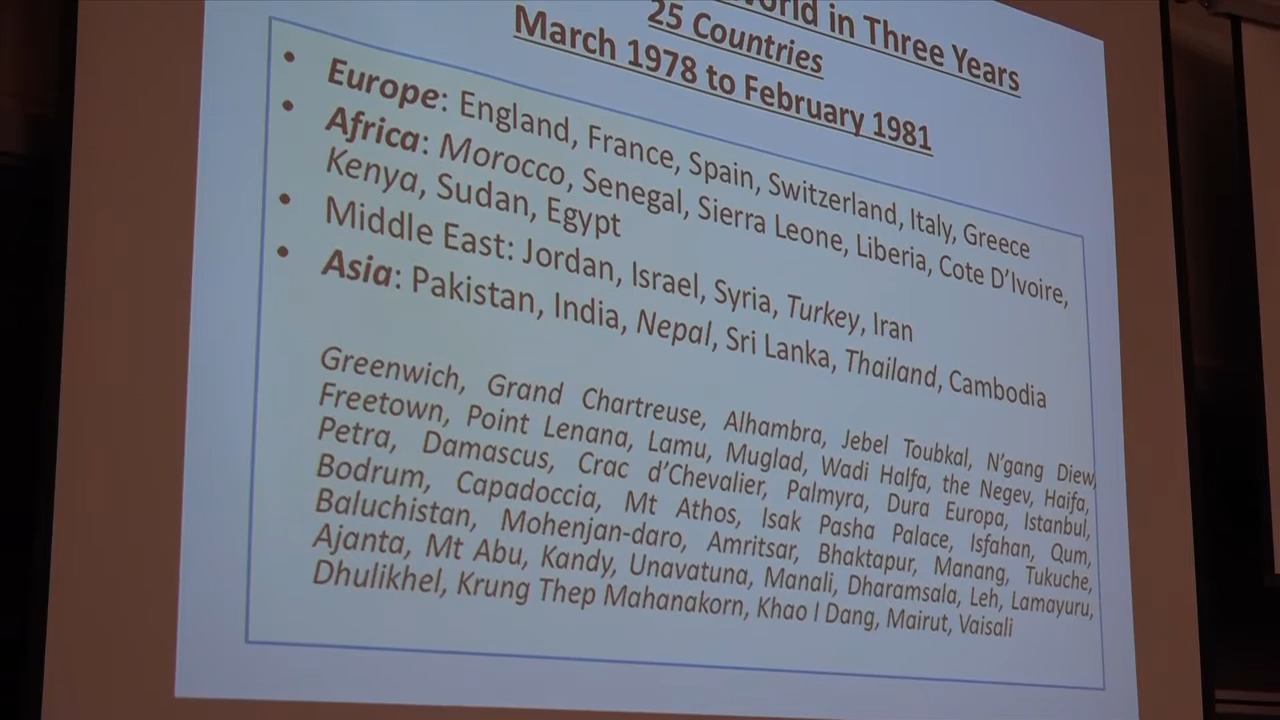 World in Three Years
25 Countries
March 1978 to February 1981
• Europe: England, France, Spain, Switzerland, Italy, Greece
• Africa: Morocco, Senegal, Sierra Leone, Liberia, Cote D'Ivoire,
Kenya, Sudan, Egypt
• Middle East: Jordan, Israel, Syria, Turkey, Iran
• Asia: Pakistan, India, Nepal, Sri Lanka, Thailand, Cambodia
Greenwich, Grand Chartreuse, Alhambra, Jebel Toubkal, N'gang Diew,
Freetown, Point Lenana, Lamu, Muglad, Wadi Halfa, the Negev, Haifa,
Petra, Damascus, Crac d'Chevalier, Palmyra, Dura Europa, Istanbul,
Bodrum, Capadoccia, Mt Athos, Isak Pasha Palace, Isfahan, Qum,
Baluchistan, Mohenjan-daro, Amritsar, Bhaktapur, Manang, Tukuche,
Ajanta, Mt Abu, Kandy, Unavatuna, Manali, Dharamsala, Leh, Lamayuru,
Dhulikhel, Krung Thep Mahanakorn, Khao I Dang, Mairut, Vaisali